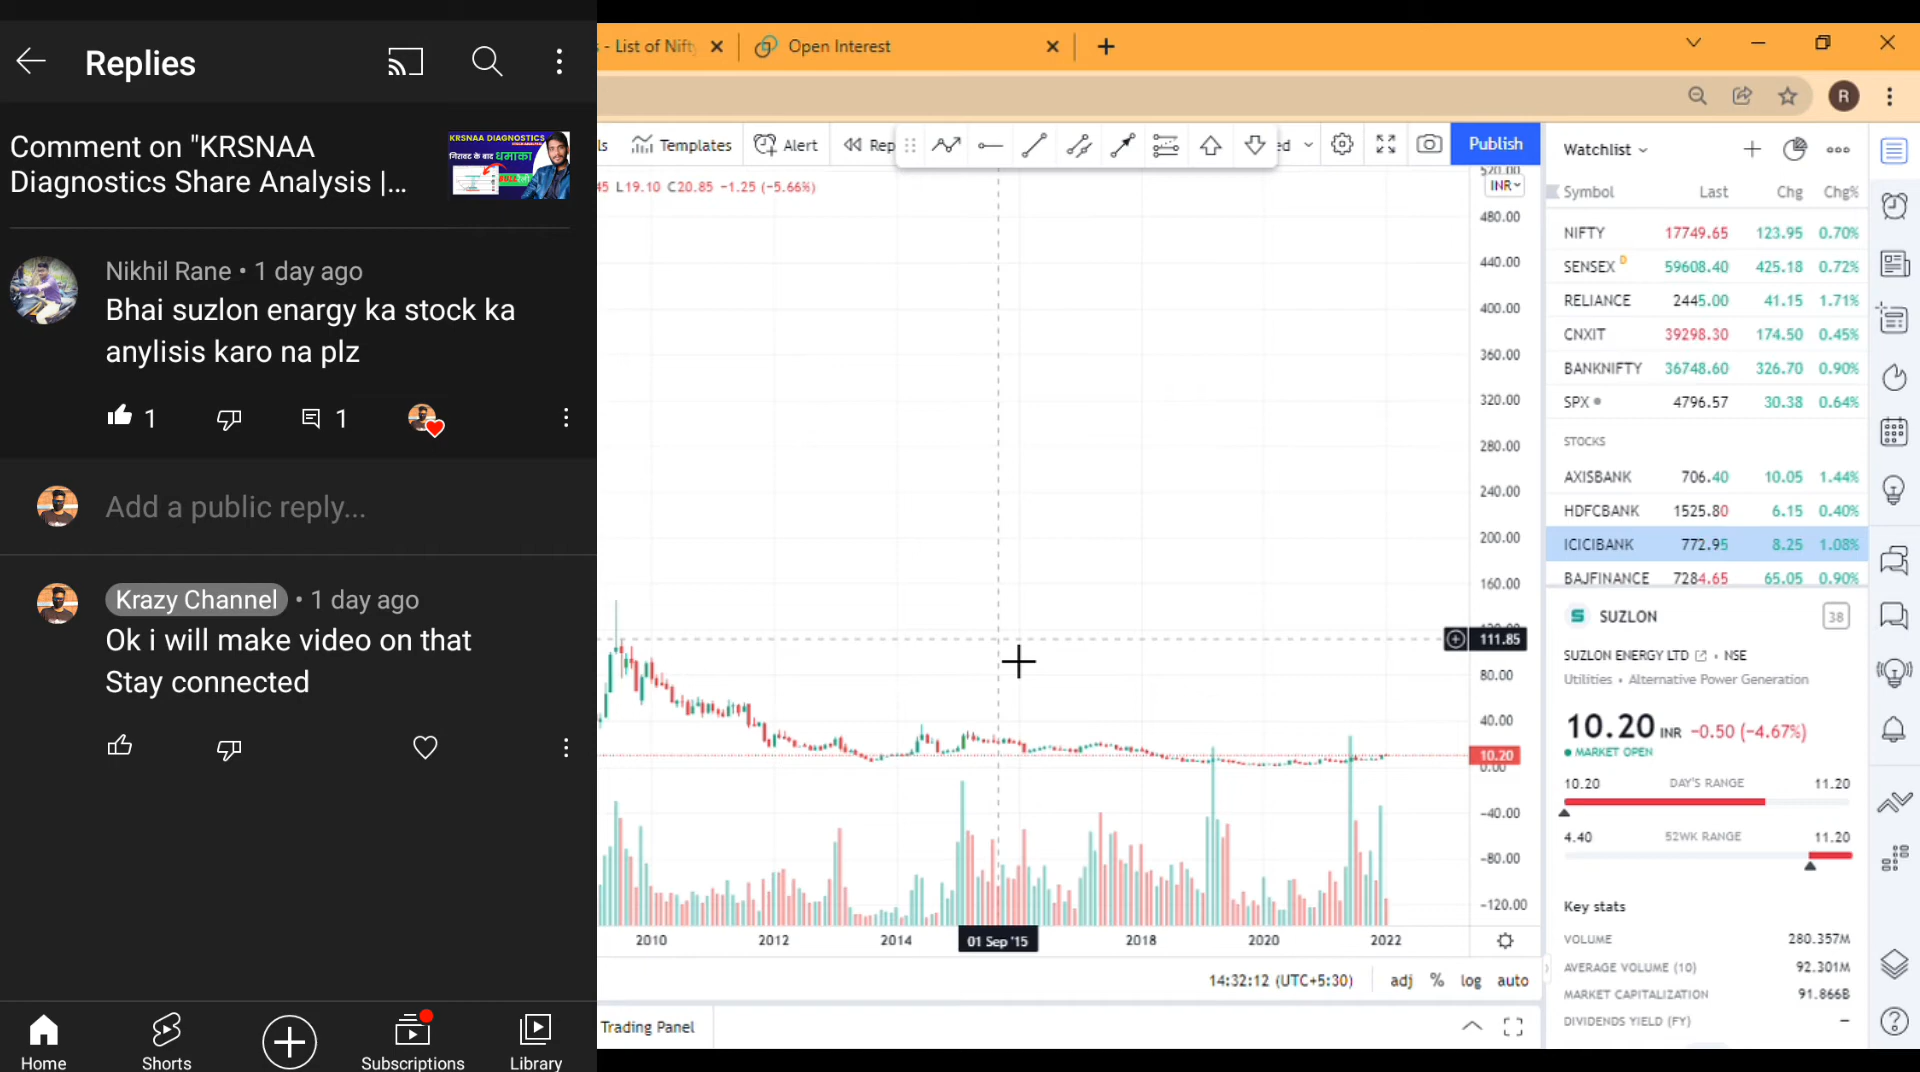 Replies
Comment on "KRSNAA
Diagnostics Share Analysis |...
KRSNAA DIAGNOSTICS
गिरावट के बाद धमाका
Nikhil Rane • 1 day ago
Bhai suzlon enargy ka stock ka
anylisis karo na plz
1
1
Add a public reply...
Krazy Channel • 1 day ago
Ok i will make video on that
Stay connected
Home
Shorts
Subscriptions
Library
- List of Nifty
Open Interest
R
Templates
Alert
Rep
Publish
45 L19.10 C20.85 -1.25 (-5.66%)
520.00
INR
480.00
440.00
400.00
360.00
320.00
280.00
240.00
200.00
160.00
120.00
111.85
80.00
40.00
10.20
0.00
-40.00
-80.00
-120.00
2010
2012
2014
01 Sep '15
2018
2020
2022
14:32:12 (UTC+5:30)
adj % log auto
Trading Panel
Watchlist
Symbol Last Chg Chg%
NIFTY 17749.65 123.95 0.70%
SENSEX D 59608.40 425.18 0.72%
RELIANCE 2445.00 41.15 1.71%
CNXIT 39298.30 174.50 0.45%
BANKNIFTY 36748.60 326.70 0.90%
SPX 4796.57 30.38 0.64%
STOCKS
AXISBANK 706.40 10.05 1.44%
HDFCBANK 1525.80 6.15 0.40%
ICICIBANK 772.95 8.25 1.08%
BAJFINANCE 7284.65 65.05 0.90%
SUZLON
38
SUZLON ENERGY LTD • NSE
Utilities • Alternative Power Generation
10.20 INR -0.50 (-4.67%)
MARKET OPEN
10.20 DAY'S RANGE 11.20
4.40 52WK RANGE 11.20
Key stats
VOLUME 280.357M
AVERAGE VOLUME (10) 92.301M
MARKET CAPITALIZATION 91.866B
DIVIDENDS YIELD (FY) —